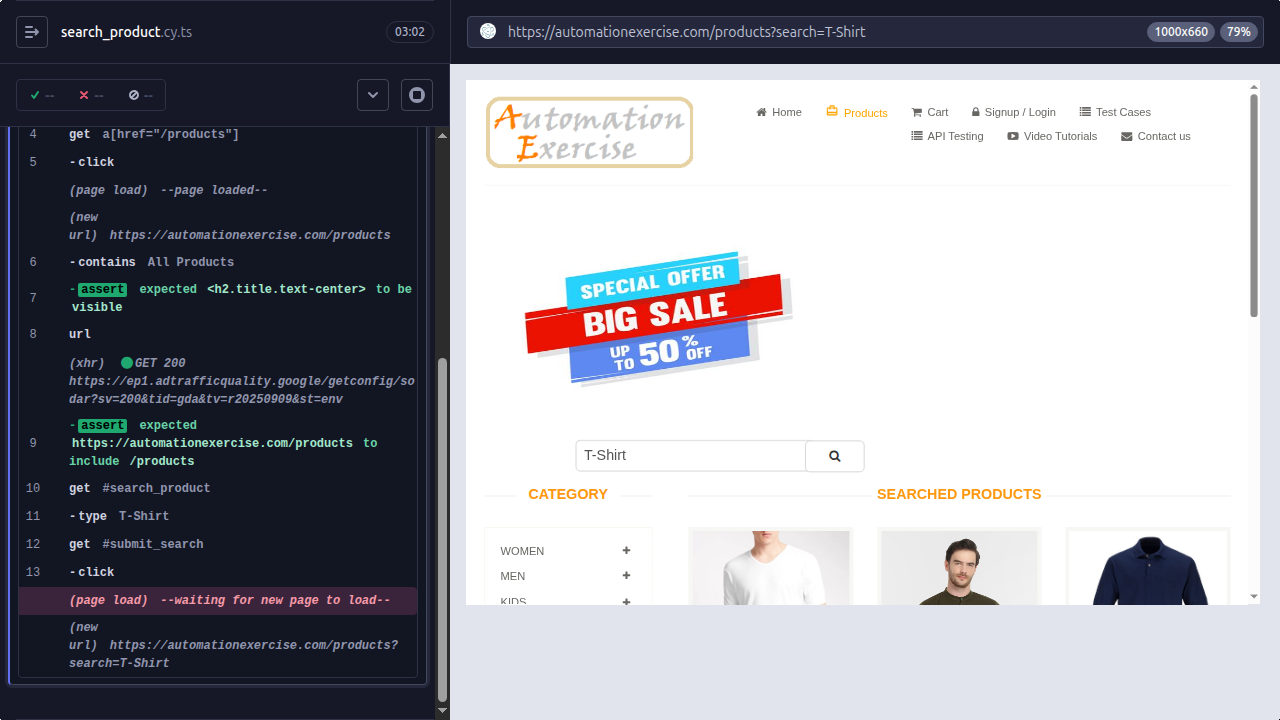 search_product.cy.ts
03:02
-- -- --
4 get a[href="/products"]
5 -click
(page load) --page loaded--
(new
url) https://automationexercise.com/products
6 -contains All Products
7 -assert expected <h2.title.text-center> to be
visible
8 url
(xhr) GET 200
https://ep1.adtrafficquality.google/getconfig/so
dar?sv=200&tid=gda&tv=r20250909&st=env
-assert expected
9 https://automationexercise.com/products to
include /products
10 get #search_product
11 -type T-Shirt
12 get #submit_search
13 -click
(page load) --waiting for new page to load--
(new
url) https://automationexercise.com/products?
search=T-Shirt
https://automationexercise.com/products?search=T-Shirt
1000x660 79%
Automation
Exercise
Home Products Cart Signup / Login Test Cases
API Testing Video Tutorials Contact us
SPECIAL OFFER
BIG SALE
UP TO 50% OFF
T-Shirt
CATEGORY
SEARCHED PRODUCTS
WOMEN
MEN
KIDS